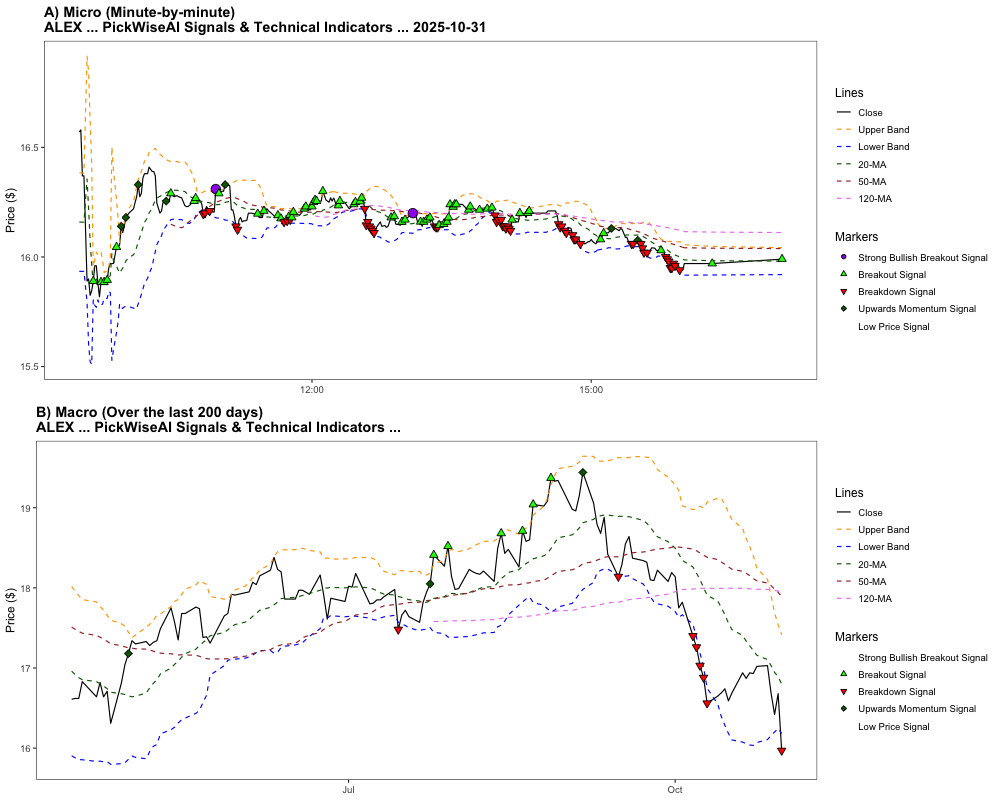 A) Micro (Minute-by-minute)
ALEX ... PickWiseAI Signals & Technical Indicators ... 2025-10-31
Price ($)
16.5
16.0
15.5
12:00
15:00
Lines
Close
Upper Band
Lower Band
20-MA
50-MA
120-MA
Markers
Strong Bullish Breakout Signal
Breakout Signal
Breakdown Signal
Upwards Momentum Signal
Low Price Signal
B) Macro (Over the last 200 days)
ALEX ... PickWiseAI Signals & Technical Indicators ...
Price ($)
19
18
17
16
Jul
Oct
Lines
Close
Upper Band
Lower Band
20-MA
50-MA
120-MA
Markers
Strong Bullish Breakout Signal
Breakout Signal
Breakdown Signal
Upwards Momentum Signal
Low Price Signal